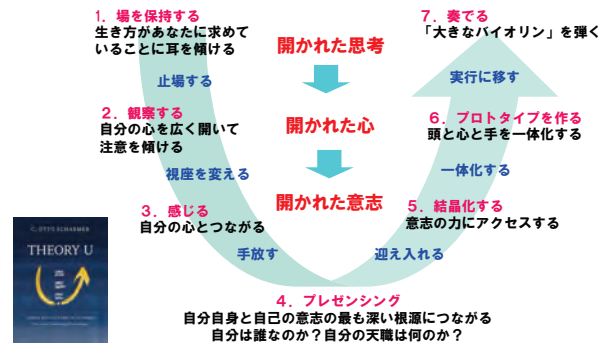 1. 場を保持する
生き方があなたに求めて
いることに耳を傾ける
止場する
2. 観察する
自分の心を広く開いて
注意を傾ける
視座を変える
3. 感じる
自分の心とつながる
手放す
開かれた思考
開かれた心
開かれた意志
4. プレゼンシング
自分自身と自己の意志の最も深い根源につながる
自分は誰なのか？自分の天職は何のか？
迎え入れる
5. 結晶化する
意志の力にアクセスする
一体化する
6. プロトタイプを作る
頭と心と手を一体化する
実行に移す
7. 奏でる
「大きなバイオリン」を弾く
C. OTTO SCHARMER
THEORY U